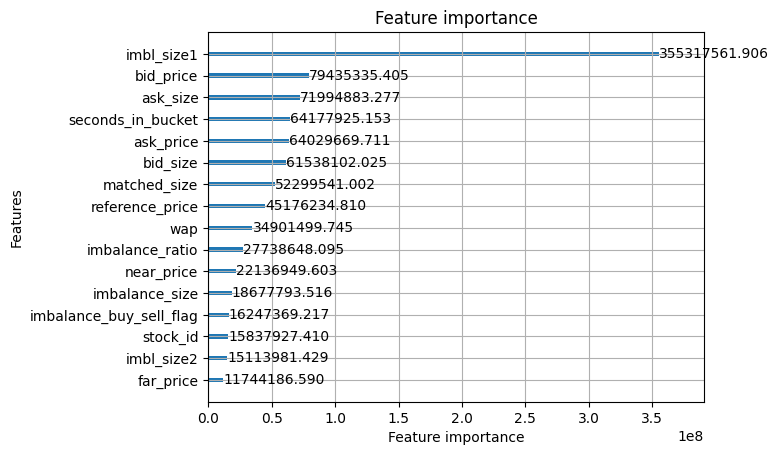 Feature importance
Features
imbl_size1 355317561.906
bid_price 79435335.405
ask_size 71994883.277
seconds_in_bucket 64177925.153
ask_price 64029669.711
bid_size 61538102.025
matched_size 52299541.002
reference_price 45176234.810
wap 34901499.745
imbalance_ratio 27738648.095
near_price 22136949.603
imbalance_size 18677793.516
imbalance_buy_sell_flag 16247369.217
stock_id 15837927.410
imbl_size2 15113981.429
far_price 11744186.590
0.0 0.5 1.0 1.5 2.0 2.5 3.0 3.5
1e8
Feature importance